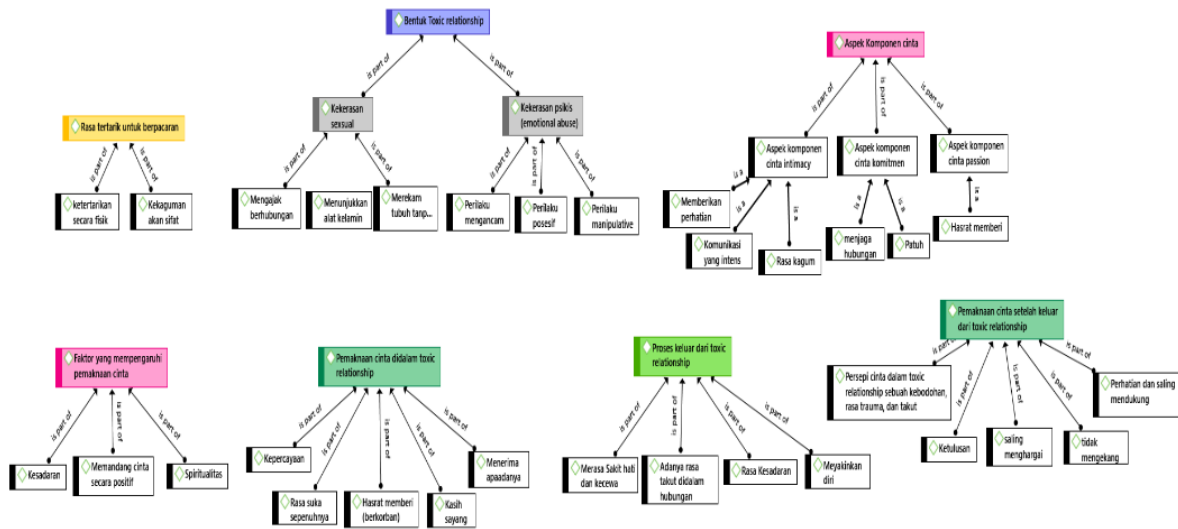 Bentuk Toxic relationship
is part of
is part of
Kekerasan
sexsual
Kekerasan psikis
(emotional abuse)
is part of
is part of
is part of
is part of
is part of
Mengajak
berhubungan
Menunjukkan
alat kelamin
Merekam
tubuh tanp...
Perilaku
mengancam
Perilaku
posesif
Perilaku
manipulative
Rasa tertarik untuk berpacaran
is part of
is part of
ketertarikan
secara fisik
Kekaguman
akan sifat
Aspek Komponen cinta
is part of
is part of
is part of
Aspek komponen
cinta intimacy
Aspek komponen
cinta komitmen
Aspek komponen
cinta passion
is a
is a
is a
is a
is a
is a
Memberikan
perhatian
Komunikasi
yang intens
Rasa kagum
menjaga
hubungan
Patuh
Hasrat memberi
Faktor yang mempengaruhi
pemaknaan cinta
is part of
is part of
is part of
Kesadaran
Memandang cinta
secara positif
Spiritualitas
Pemaknaan cinta didalam toxic
relationship
is part of
is part of
is part of
is part of
is part of
Kepercayaan
Rasa suka
sepenuhnya
Hasrat memberi
(berkorban)
Kasih
sayang
Menerima
apaadanya
Proses keluar dari toxic
relationship
is part of
is part of
is part of
is part of
Merasa Sakit hati
dan kecewa
Adanya rasa
takut didalam
hubungan
Rasa Kesadaran
Meyakinkan
diri
Pemaknaan cinta setelah keluar
dari toxic relationship
is part of
is part of
is part of
is part of
is part of
Persepi cinta dalam toxic
relationship sebuah kebodohan,
rasa trauma, dan takut
Ketulusan
saling
menghargai
tidak
mengekang
Perhatian dan saling
mendukung